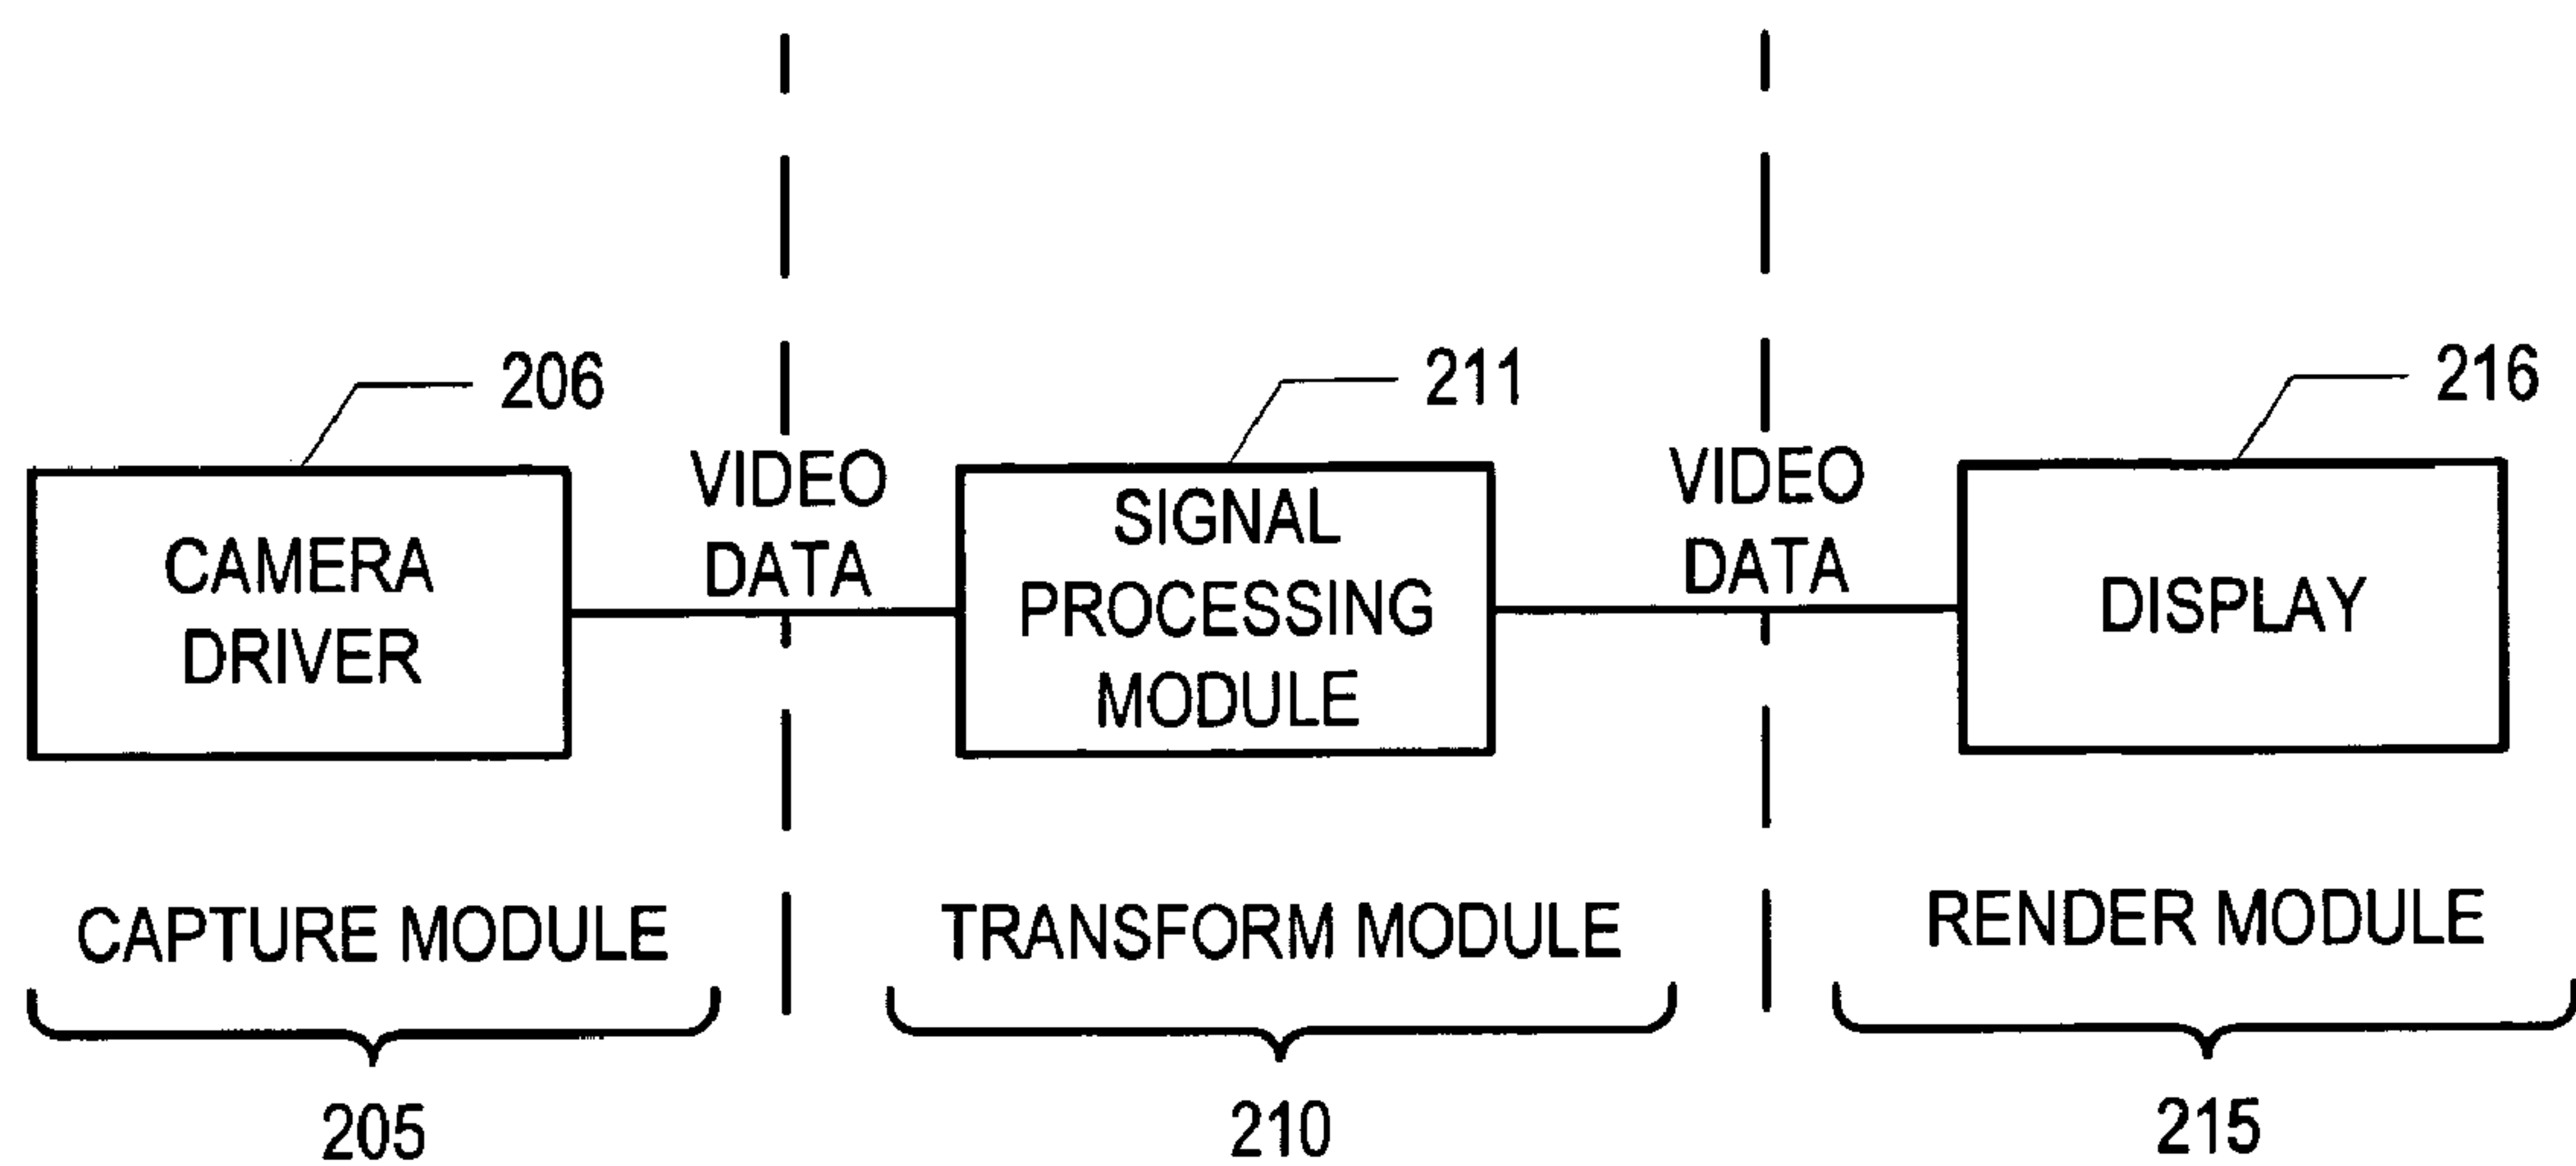 206
211
216
CAMERA
DRIVER
VIDEO
DATA
SIGNAL
PROCESSING
MODULE
VIDEO
DATA
DISPLAY
CAPTURE MODULE
TRANSFORM MODULE
RENDER MODULE
205
210
215